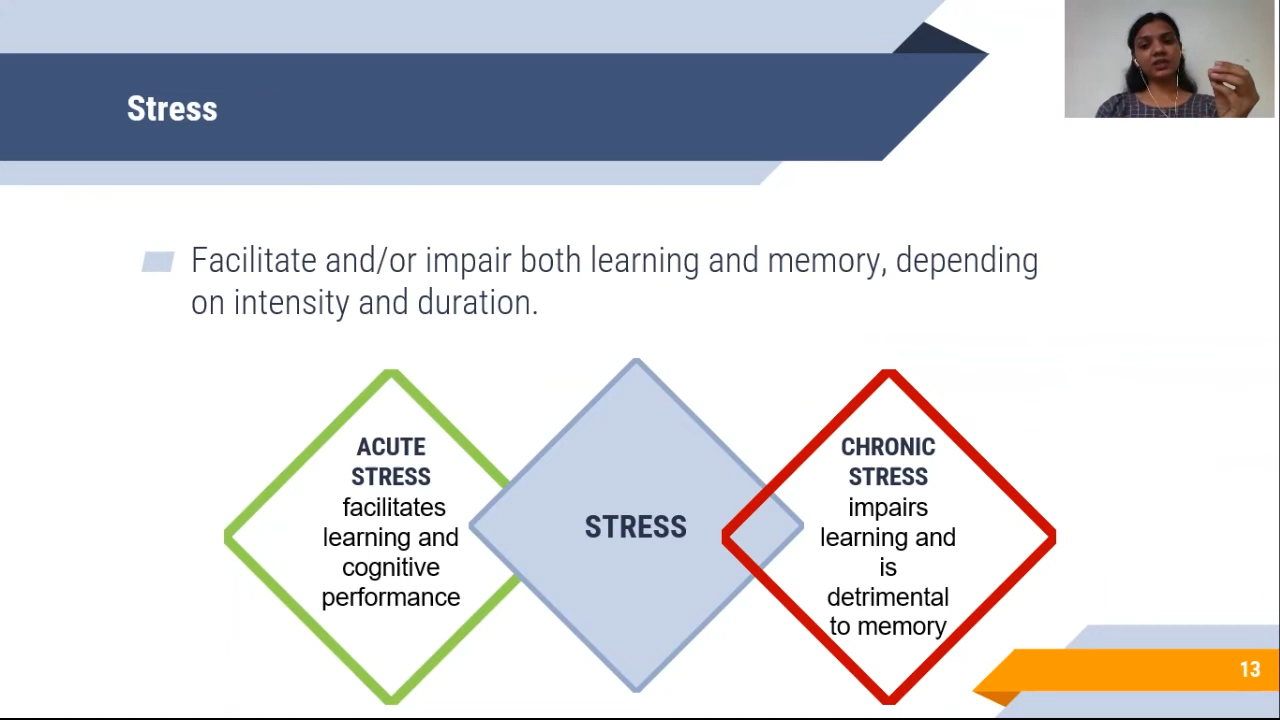 Stress
Facilitate and/or impair both learning and memory, depending
on intensity and duration.
ACUTE
STRESS
facilitates
learning and
cognitive
performance
STRESS
CHRONIC
STRESS
impairs
learning and
is
detrimental
to memory
13